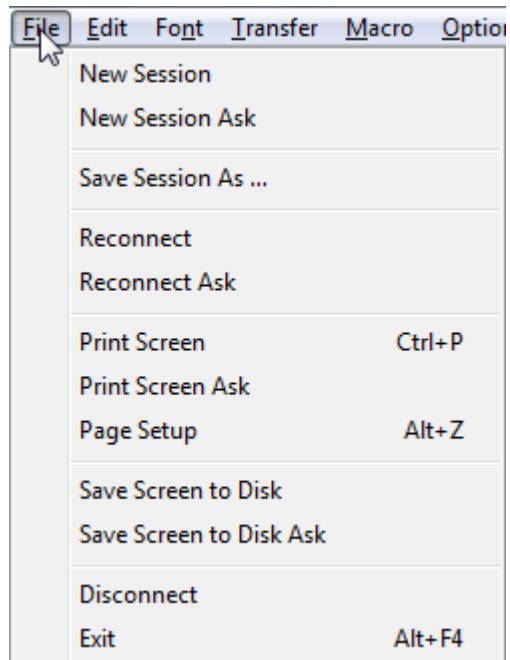 File Edit Font Transfer Macro Option
New Session
New Session Ask
Save Session As ...
Reconnect
Reconnect Ask
Print Screen Ctrl+P
Print Screen Ask
Page Setup Alt+Z
Save Screen to Disk
Save Screen to Disk Ask
Disconnect
Exit Alt+F4